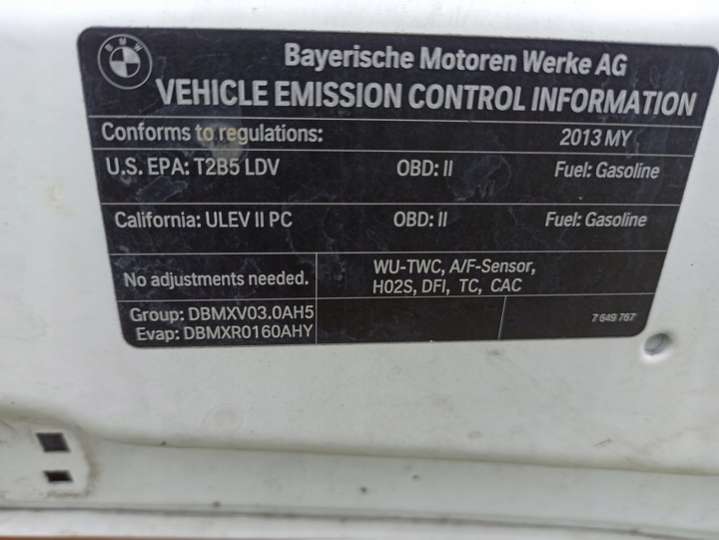 BMW
Bayerische Motoren Werke AG
VEHICLE EMISSION CONTROL INFORMATION
Conforms to regulations: 2013 MY
U.S. EPA: T2B5 LDV OBD: II Fuel: Gasoline
California: ULEV II PC OBD: II Fuel: Gasoline
No adjustments needed.
WU-TWC, A/F-Sensor,
H02S, DFI, TC, CAC
Group: DBMXV03.0AH5
Evap: DBMXR0160AHY
7 649 767